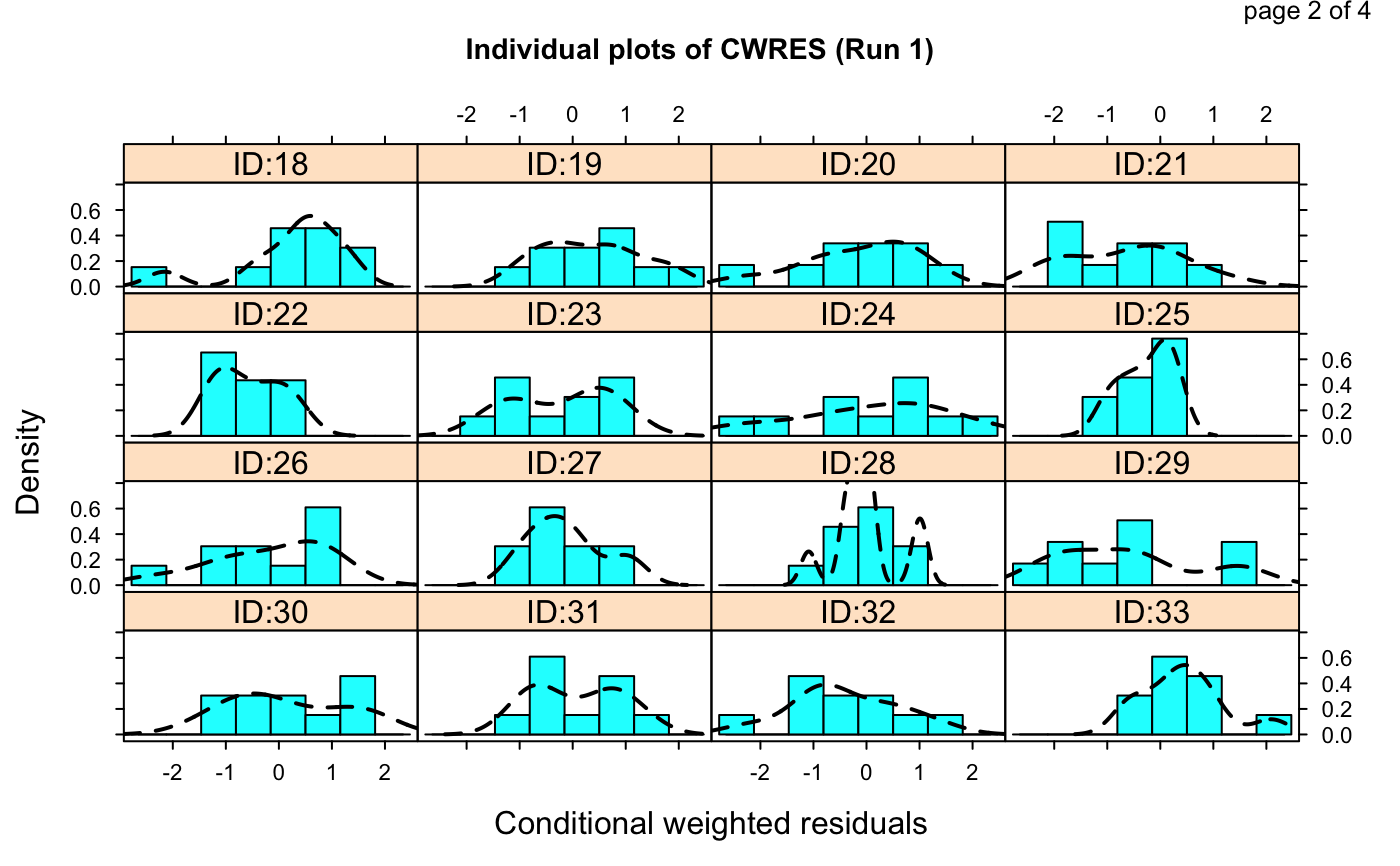 page 2 of 4
Individual plots of CWRES (Run 1)
-2 -1 0 1 2 -2 -1 0 1 2
ID:18 ID:19 ID:20 ID:21
0.6
0.4
0.2
0.0
ID:22 ID:23 ID:24 ID:25
0.6
0.4
0.2
0.0
Density
ID:26 ID:27 ID:28 ID:29
0.6
0.4
0.2
0.0
ID:30 ID:31 ID:32 ID:33
0.6
0.4
0.2
0.0
-2 -1 0 1 2 -2 -1 0 1 2
Conditional weighted residuals